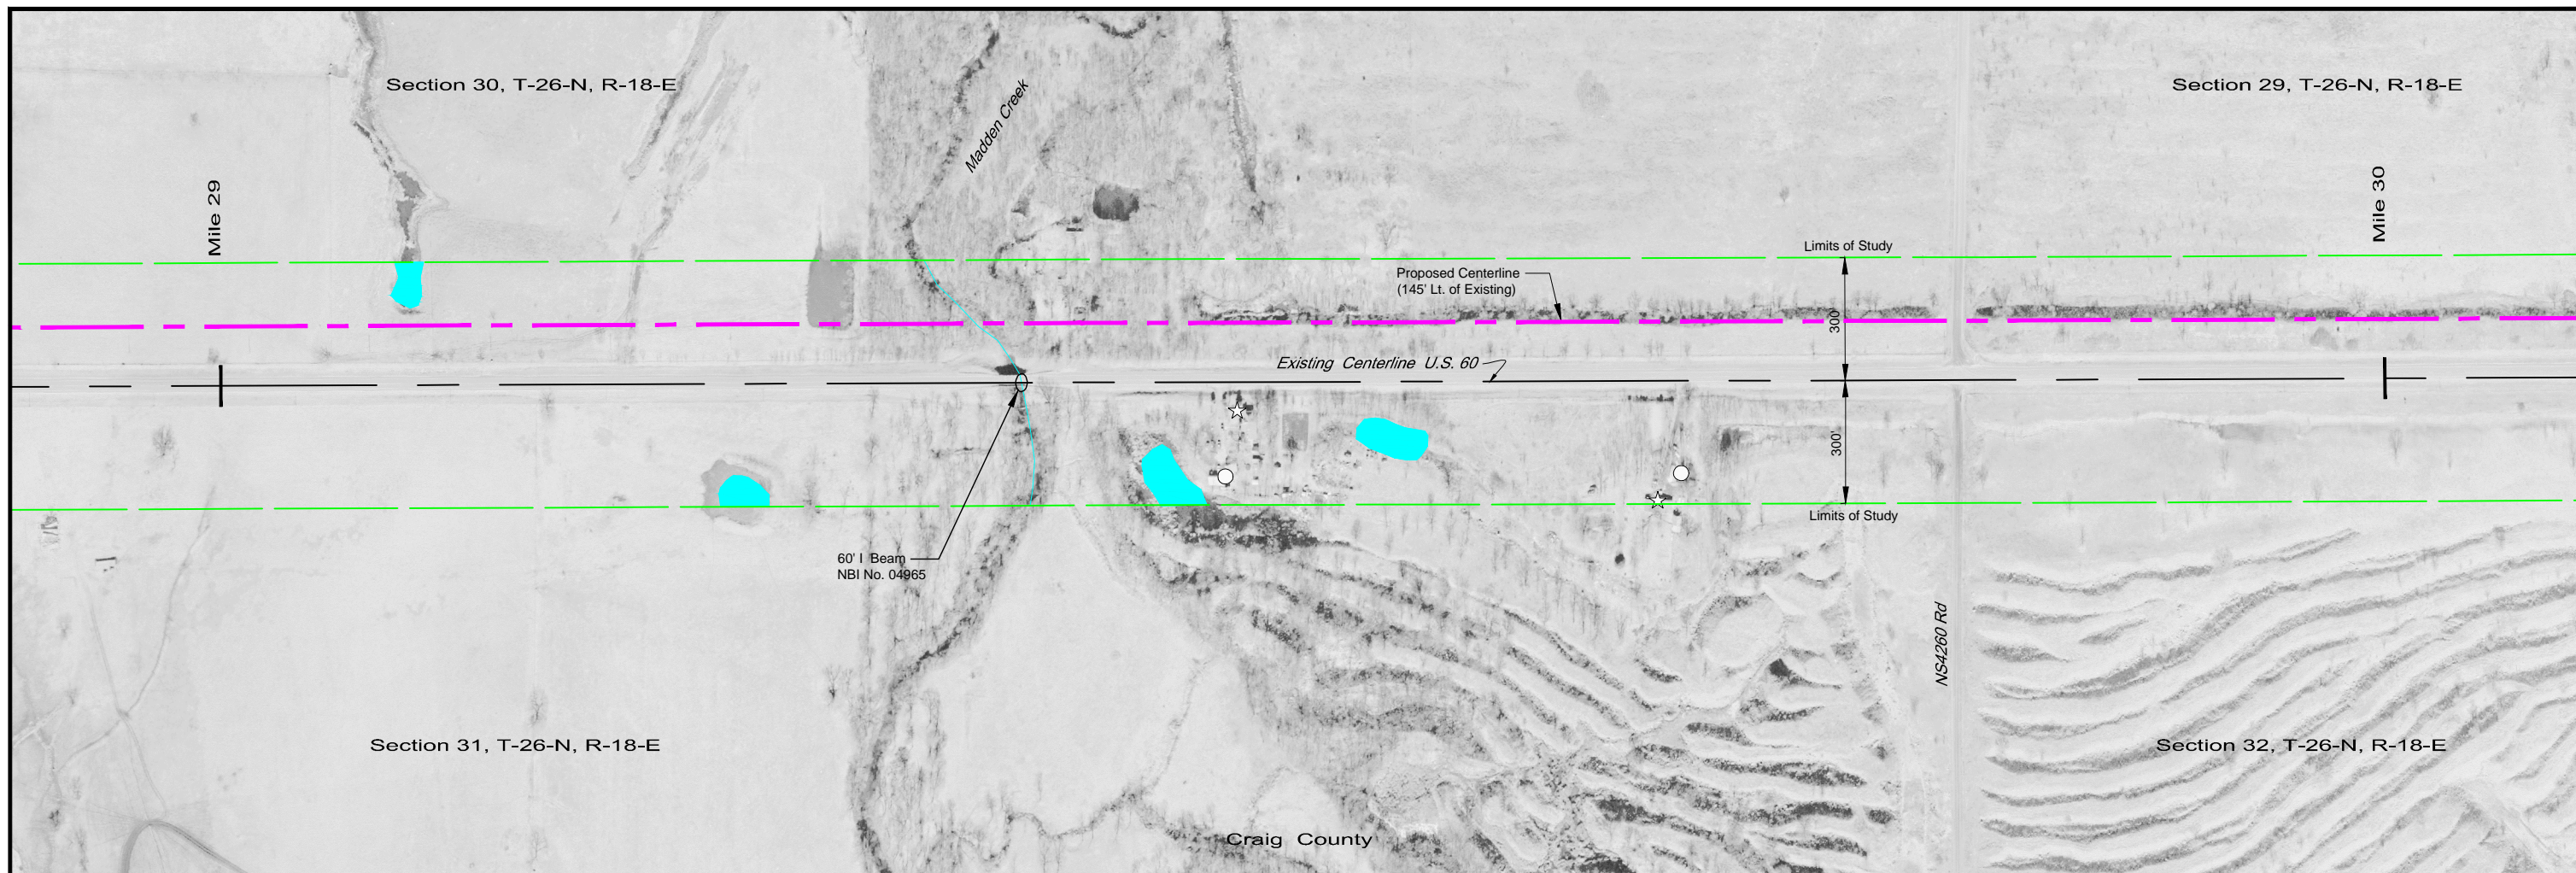 Section 30, T-26-N, R-18-E
Section 29, T-26-N, R-18-E
Madden Creek
Mile 29
Mile 30
Limits of Study
Proposed Centerline
(145' Lt. of Existing)
300'
Existing Centerline U.S. 60
300'
Limits of Study
60' I Beam
NBI No. 04965
NS4260 Rd
Section 31, T-26-N, R-18-E
Section 32, T-26-N, R-18-E
Craig County